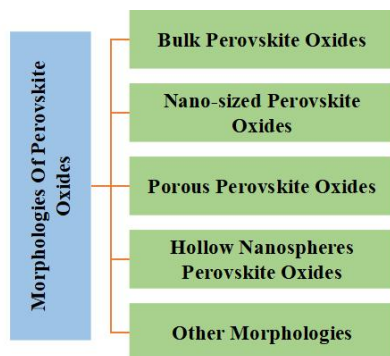 Morphologies Of Perovskite
Oxides
Bulk Perovskite Oxides
Nano-sized Perovskite
Oxides
Porous Perovskite Oxides
Hollow Nanospheres
Perovskite Oxides
Other Morphologies